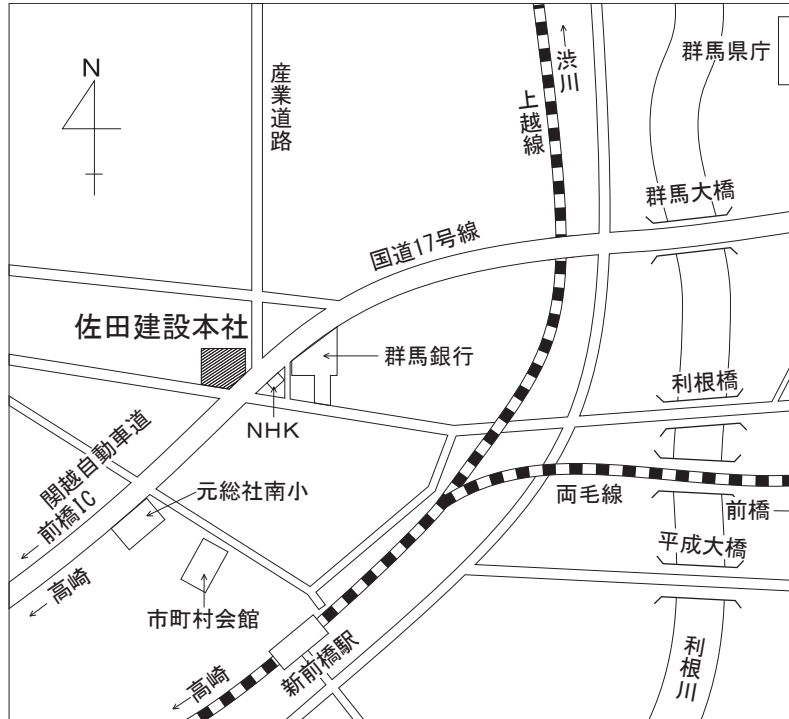 N
産業道路
渋川
上越線
群馬県庁
群馬大橋
国道17号線
佐田建設本社
群馬銀行
利根橋
NHK
関越自動車道
前橋IC
元総社南小
両毛線
前橋
平成大橋
高崎
市町村会館
高崎
新前橋駅
利根川